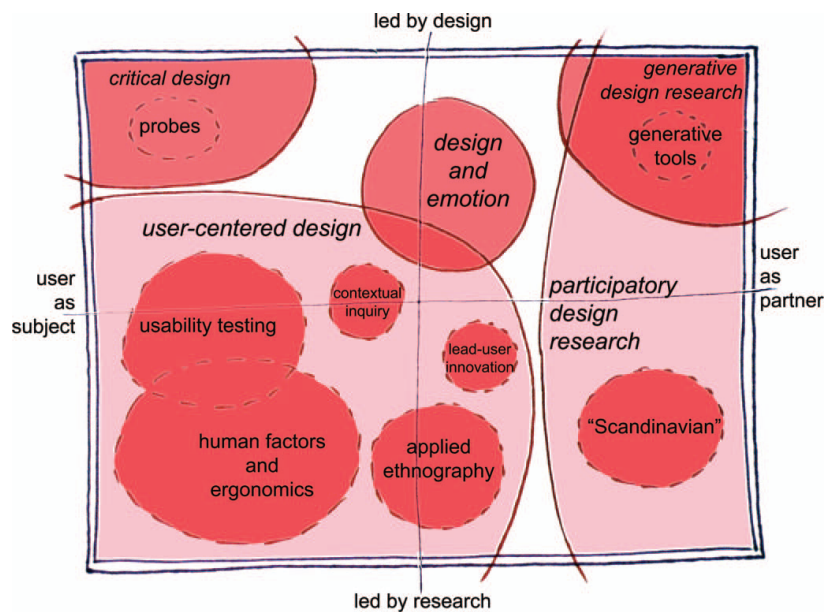 led by design
critical design
probes
generative
design research
generative
tools
design
and
emotion
user-centered design
user
as
subject
user
as
partner
contextual
inquiry
usability testing
participatory
design
research
lead-user
innovation
human factors
and
ergonomics
applied
ethnography
“Scandinavian”
led by research